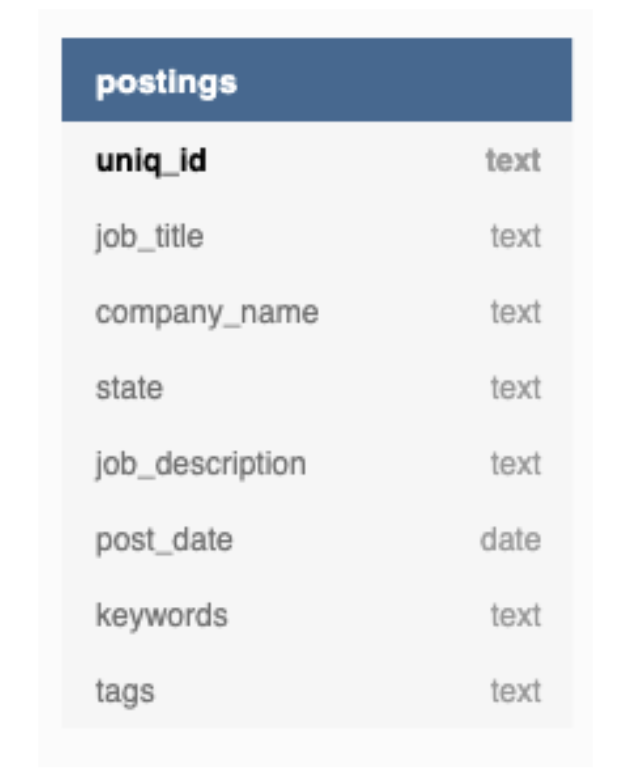 postings
uniq_id text
job_title text
company_name text
state text
job_description text
post_date date
keywords text
tags text